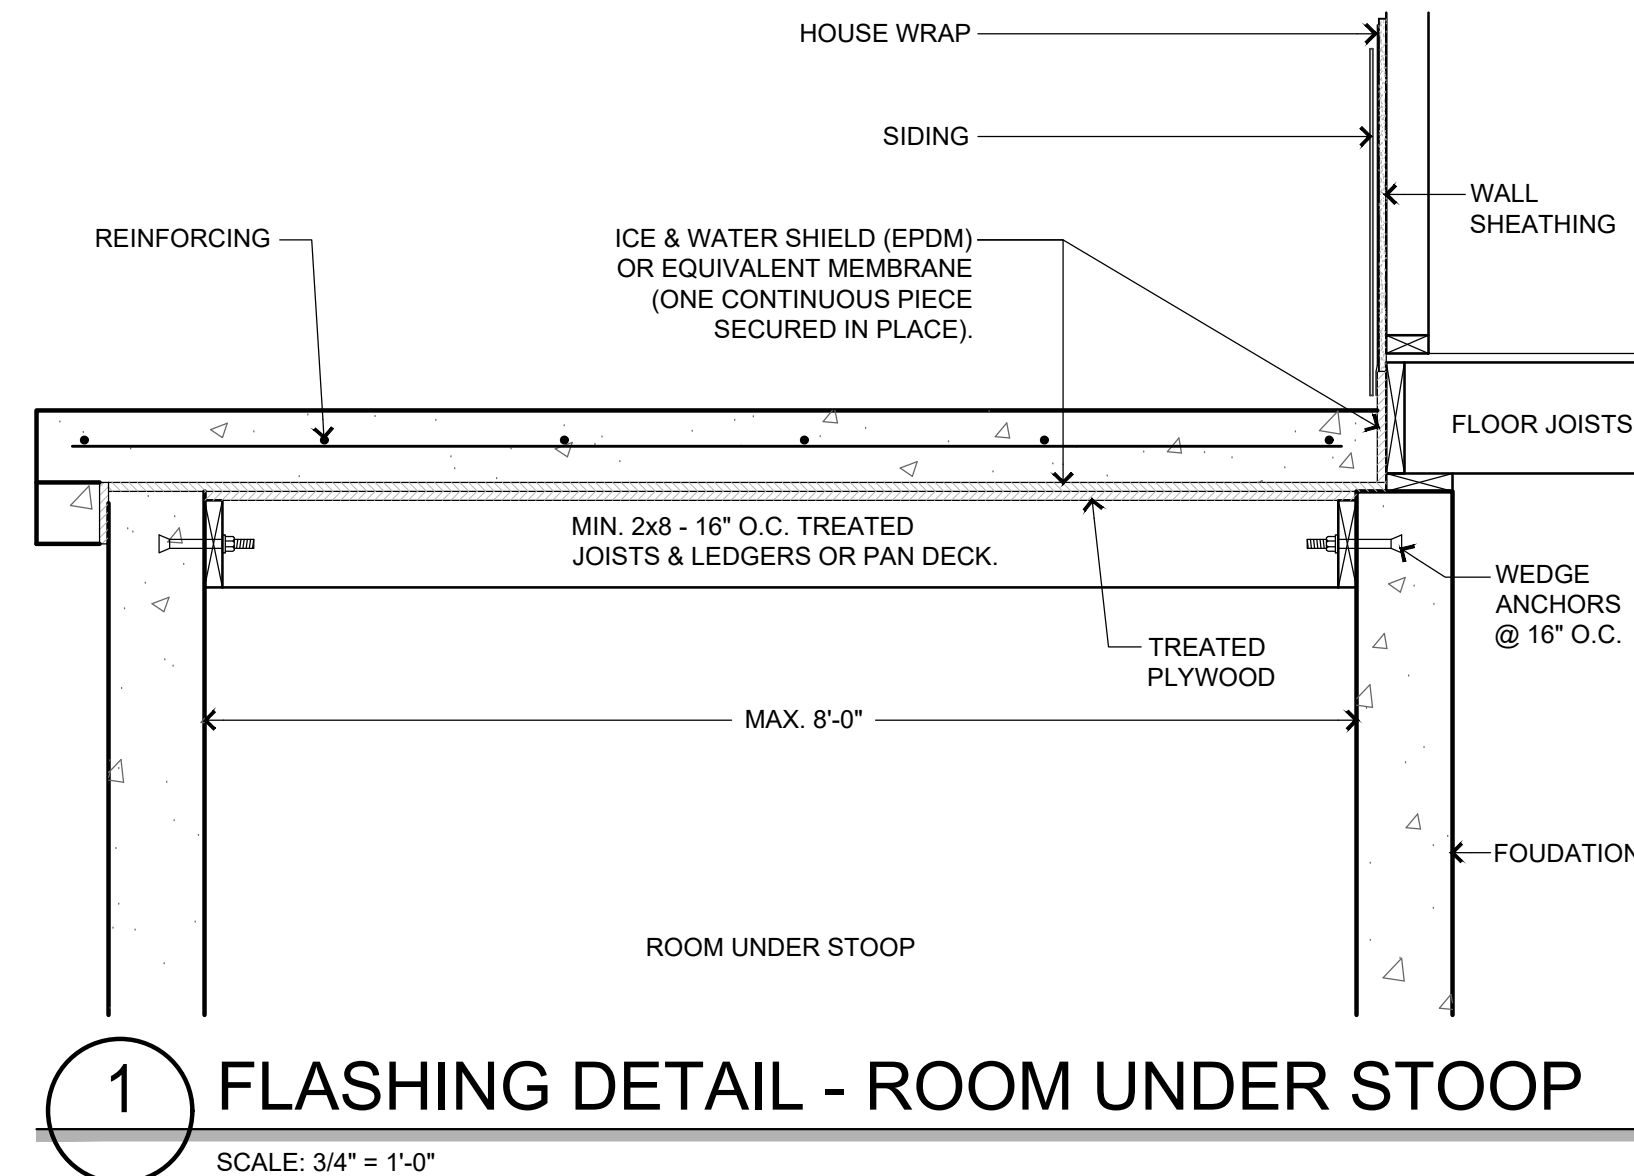 HOUSE WRAP
SIDING
WALL
SHEATHING
REINFORCING
ICE & WATER SHIELD (EPDM)
OR EQUIVALENT MEMBRANE
(ONE CONTINUOUS PIECE
SECURED IN PLACE).
FLOOR JOISTS
MIN. 2x8 - 16" O.C. TREATED
JOISTS & LEDGERS OR PAN DECK.
WEDGE
ANCHORS
@ 16" O.C.
TREATED
PLYWOOD
MAX. 8'-0"
FOUDATION
ROOM UNDER STOOP
1
FLASHING DETAIL - ROOM UNDER STOOP
SCALE: 3/4" = 1'-0"